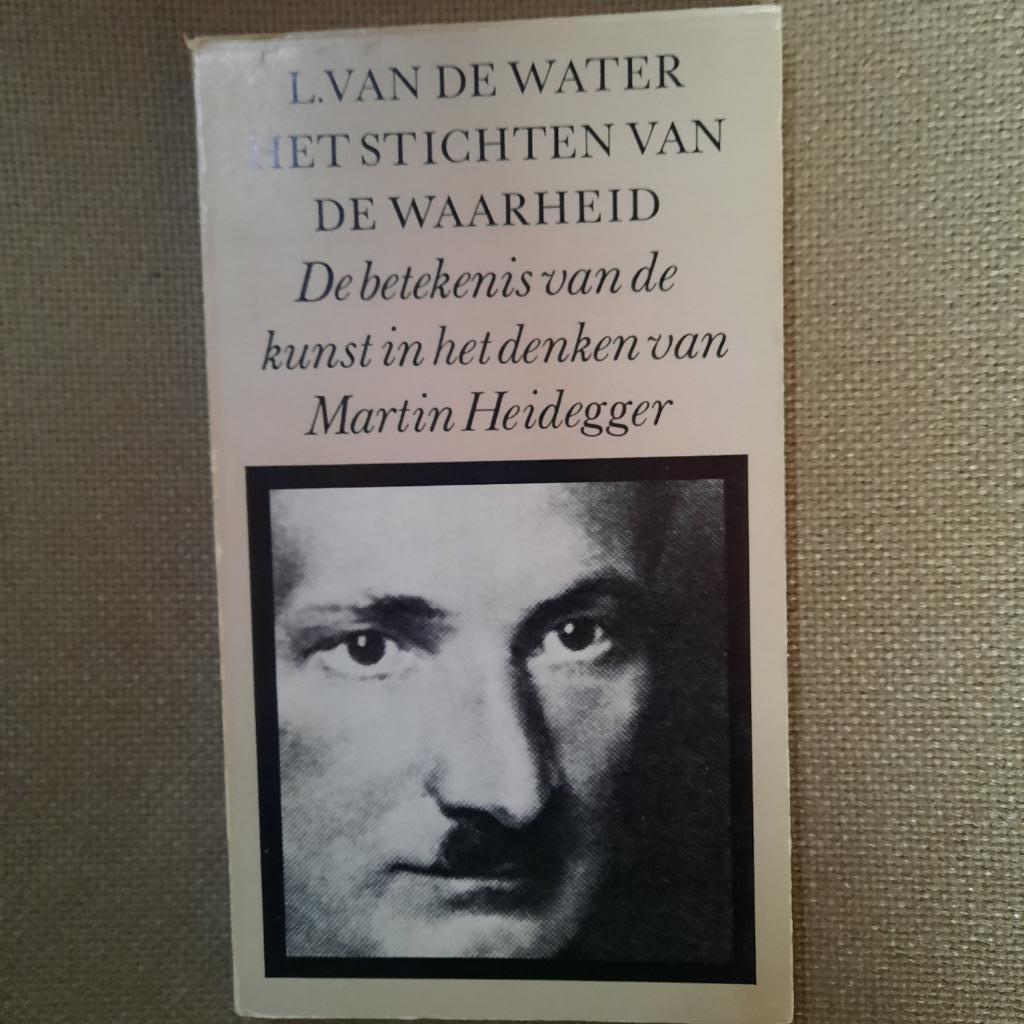 L. VAN DE WATER
HET STICHTEN VAN
DE WAARHEID
De betekenis van de
kunst in het denken van
Martin Heidegger